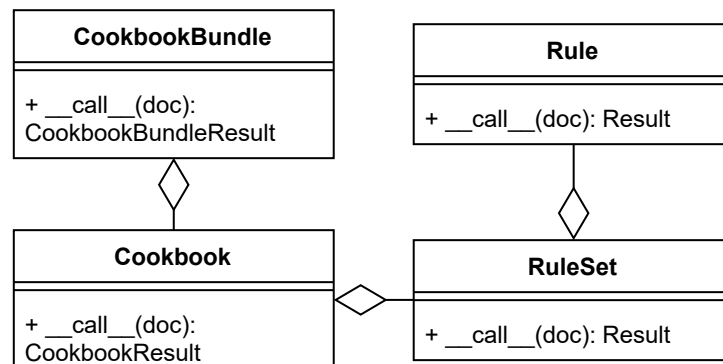 CookbookBundle
+ __call__(doc):
CookbookBundleResult
Rule
+ __call__(doc): Result
Cookbook
+ __call__(doc):
CookbookResult
RuleSet
+ __call__(doc): Result